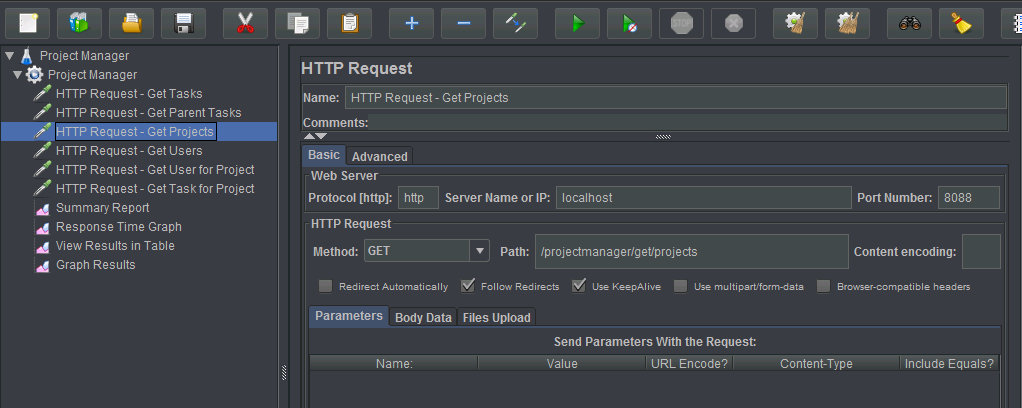 STOP
Project Manager
Project Manager
HTTP Request - Get Tasks
HTTP Request - Get Parent Tasks
HTTP Request - Get Projects
HTTP Request - Get Users
HTTP Request - Get User for Project
HTTP Request - Get Task for Project
Summary Report
Response Time Graph
View Results in Table
Graph Results
HTTP Request
Name: HTTP Request - Get Projects
Comments:
Basic Advanced
Web Server
Protocol [http]: http Server Name or IP: localhost Port Number: 8088
HTTP Request
Method: GET Path: /projectmanager/get/projects Content encoding:
Redirect Automatically Follow Redirects Use KeepAlive Use multipart/form-data Browser-compatible headers
Parameters Body Data Files Upload
Send Parameters With the Request:
Name: Value URL Encode? Content-Type Include Equals?